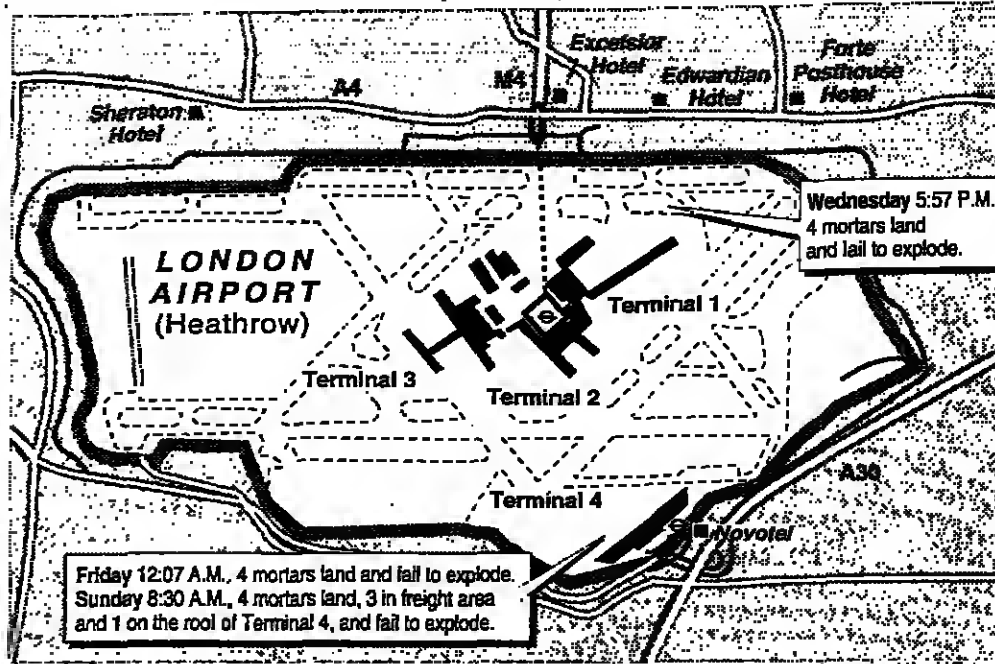 Excelsior
Hotel
Forte
Posthouse
Hotel
M4
A4
Edwardian
Hotel
Sheraton
Hotel
Wednesday 5:57 P.M.
4 mortars land
and fail to explode.
LONDON
AIRPORT
(Heathrow)
Terminal 1
Terminal 3
Terminal 2
A30
Terminal 4
Novotel
Friday 12:07 A.M., 4 mortars land and fail to explode.
Sunday 8:30 A.M., 4 mortars land, 3 in freight area
and 1 on the roof of Terminal 4, and fail to explode.